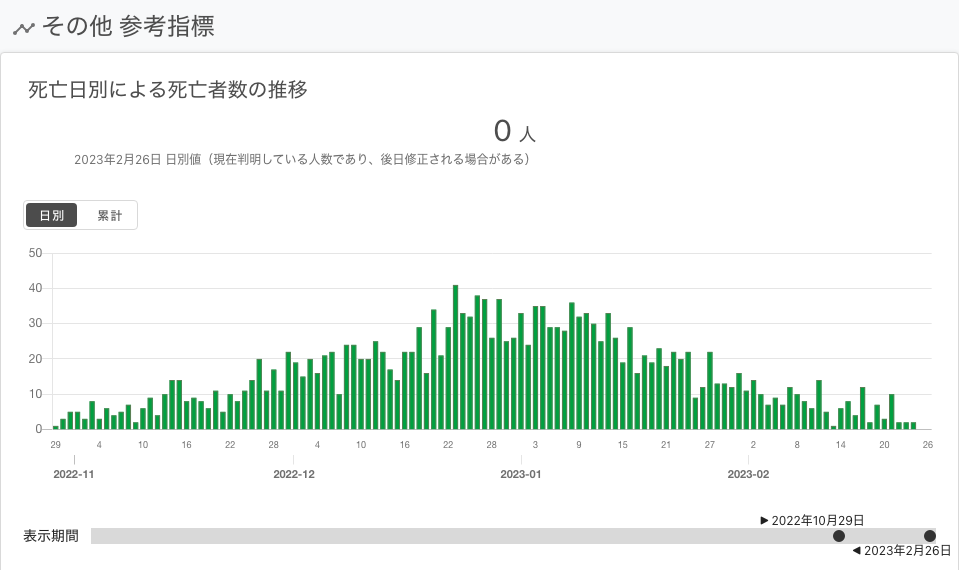 その他 参考指標
死亡日別による死亡者数の推移
0 人
2023年2月26日 日別値（現在判明している人数であり、後日修正される場合がある）
日別 累計
50
40
30
20
10
0
29 4 10 16 22 28 4 10 16 22 28 3 9 15 21 27 2 8 14 20 26
2022-11 2022-12 2023-01 2023-02
▶ 2022年10月29日
表示期間
◀ 2023年2月26日